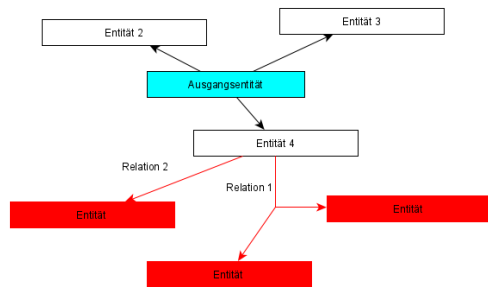 Entität 3
Entität 2
Ausgangsentität
Entität 4
Relation 2
Relation 1
Entität
Entität
Entität